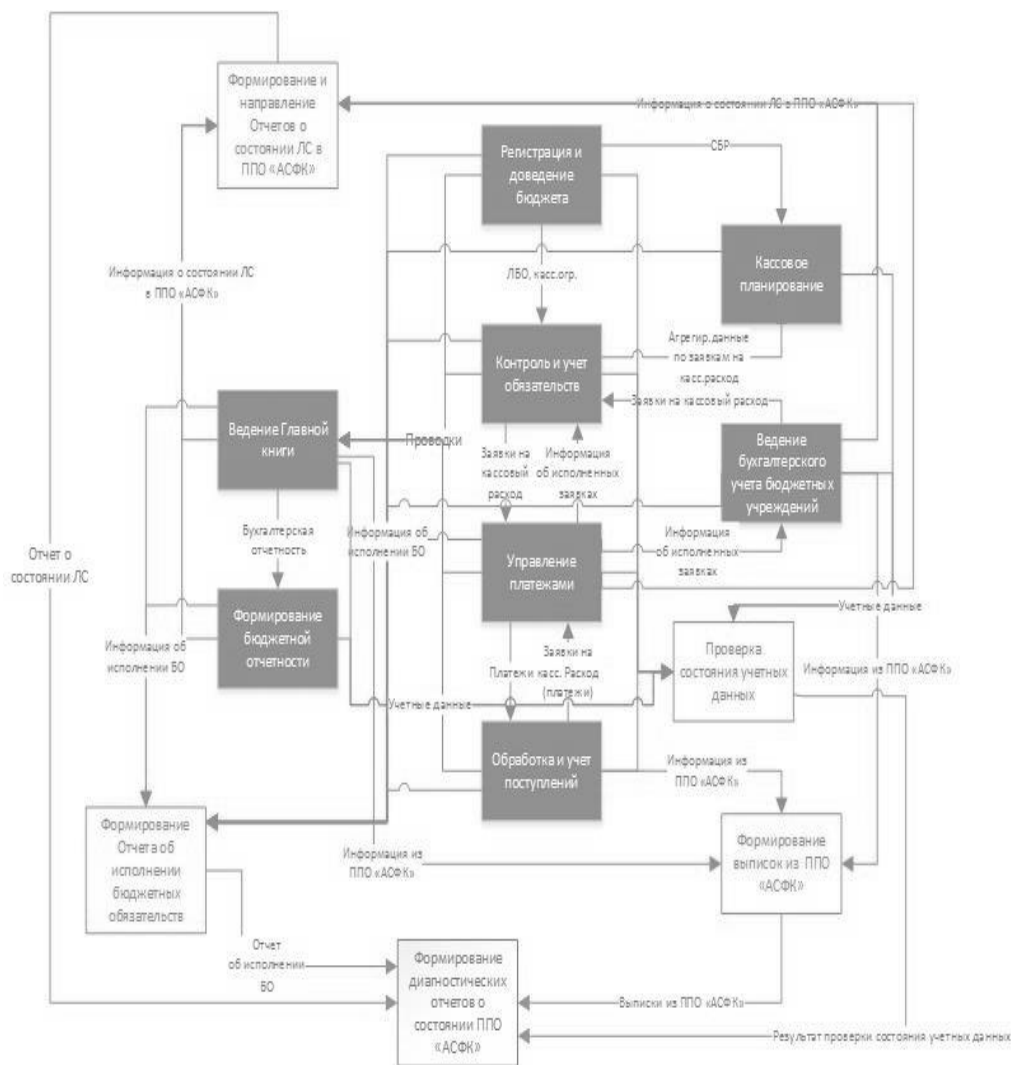 Формирование и
направление
Отчетов о
состоянии ЛС в
ППО «АСФК»
Информация о состоянии ЛС в ППО «АСФК»
Регистрация и
доведение
бюджета
СБР
Кассовое
планирование
Информация о состоянии ЛС
в ППО «АСФК»
ЛБО, касс.огр.
Контроль и учет
обязательств
Агрегир.данные
по заявкам на
касс.расход
Заявки на кассовый расход
Ведение Главной
книги
Проводки
Заявки на
кассовый
расход
Информация
об исполненных
заявках
Ведение
бухгалтерского
учета бюджетных
учреждений
Отчет о
состоянии ЛС
Бухгалтерская
отчетность
Информация об
исполнении БО
Управление
платежами
Информация
об исполненных
заявках
Формирование
бюджетной
отчетности
Информация об
исполнении БО
Учетные данные
Проверка
состояния учетных
данных
Информация из ППО «АСФК»
Платежи
Заявки на
касс. Расход
(платежи)
Учетные данные
Обработка и учет
поступлений
Информация из
ППО «АСФК»
Формирование
Отчета об
исполнении
бюджетных
обязательств
Информация из
ППО «АСФК»
Формирование
выписок из ППО
«АСФК»
Отчет
об исполнении
БО
Формирование
диагностических
отчетов о
состоянии ППО
«АСФК»
Выписки из ППО «АСФК»
Результат проверки состояния учетных данных